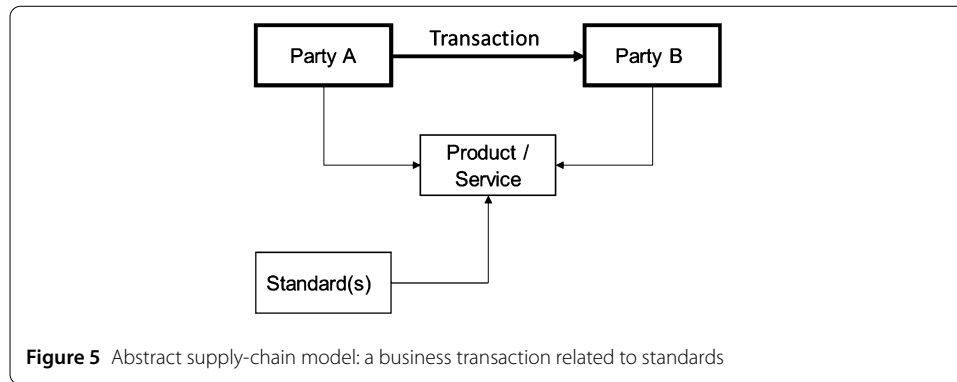 Transaction
Party A
Party B
Product /
Service
Standard(s)
Figure 5 Abstract supply-chain model: a business transaction related to standards